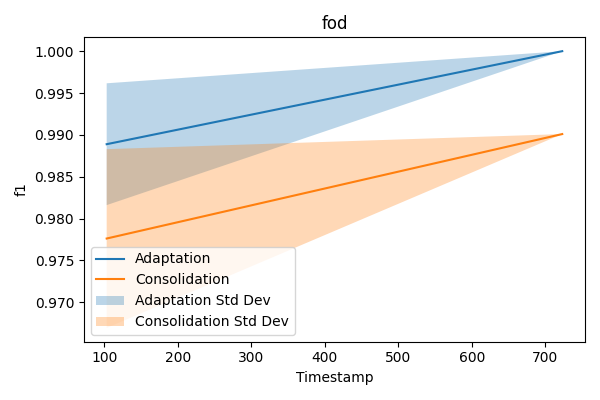 fod
1.000
0.995
0.990
0.985
0.980
0.975
0.970
f1
Adaptation
Consolidation
Adaptation Std Dev
Consolidation Std Dev
100 200 300 400 500 600 700
Timestamp